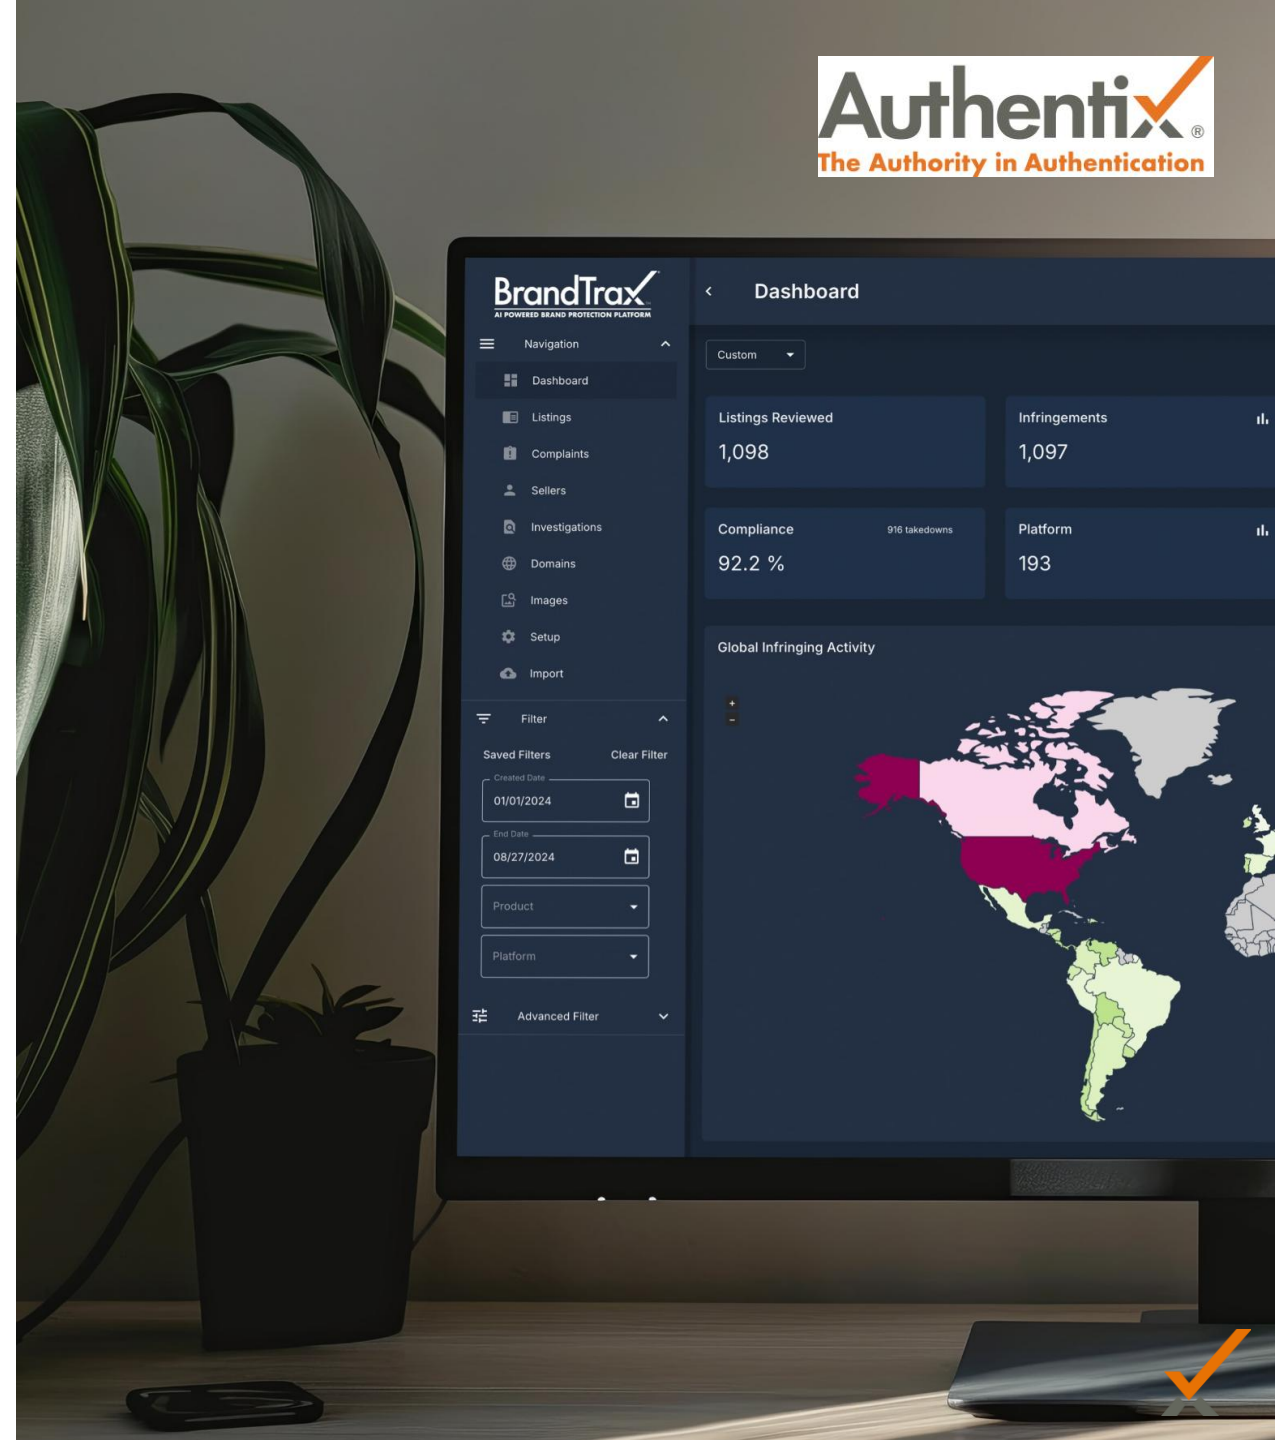 Authentix®
The Authority in Authentication
BrandTrax
AI POWERED BRAND PROTECTION PLATFORM
Dashboard
Navigation
Custom
Dashboard
Listings
Complaints
Sellers
Investigations
Domains
Images
Setup
Import
Listings Reviewed
1,098
Infringements
1,097
Compliance
916 takedowns
92.2 %
Platform
193
Global Infringing Activity
+
-
Filter
Saved Filters
Clear Filter
Created Date
01/01/2024
End Date
08/27/2024
Product
Platform
Advanced Filter